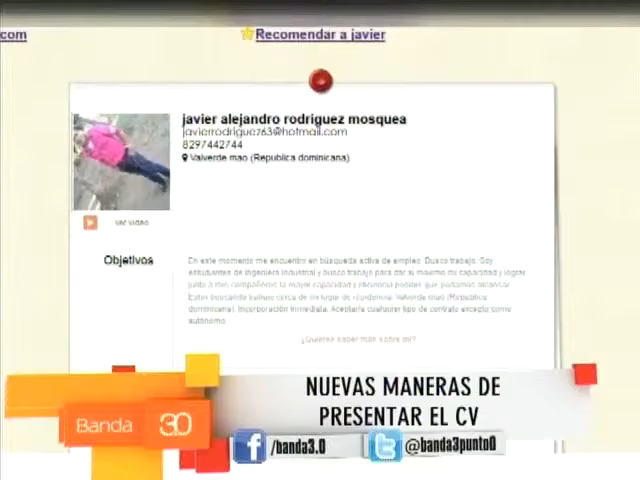 com
Recomendar a javier
javier alejandro rodriguez mosquea
javierrodriguez63@hotmail.com
8297442744
Valverde mao (Republica dominicana)
ver video
Objetivos
En este momento me encuentro en búsqueda activa de empleo. Busco trabajo. Soy
estudiantes de ingeniera industrial y busco trabajo para dar al maximo mi capacidad y lograr
junto a mis compañeros la mayor capacidad y eficiencia posible que podamos alcanzar.
Estoy buscando trabajo cerca de mi lugar de residencia: Valverde mao (Republica
dominicana). Incorporación inmediata. Aceptaría cualquier tipo de contrato excepto como
autónomo.
¿Quieres saber más sobre mí?
NUEVAS MANERAS DE
PRESENTAR EL CV
Banda 3.0
/banda3.0
@banda3punto0